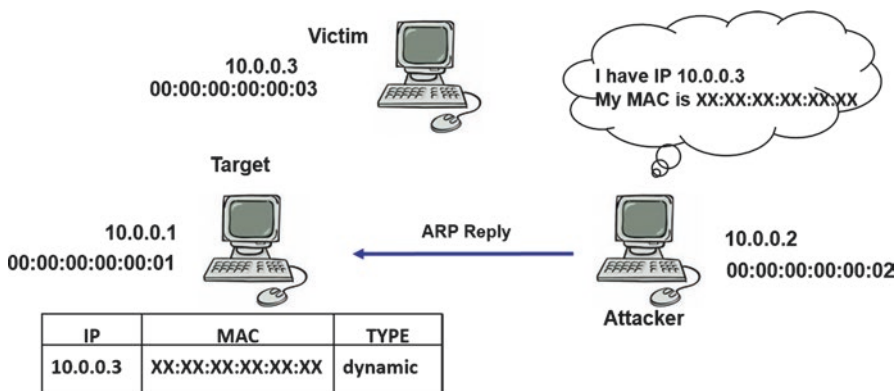 Victim
10.0.0.3
00:00:00:00:00:03
I have IP 10.0.0.3
My MAC is XX:XX:XX:XX:XX:XX
Target
10.0.0.1
00:00:00:00:00:01
ARP Reply
10.0.0.2
00:00:00:00:00:02
Attacker
IP MAC TYPE
10.0.0.3 XX:XX:XX:XX:XX:XX dynamic